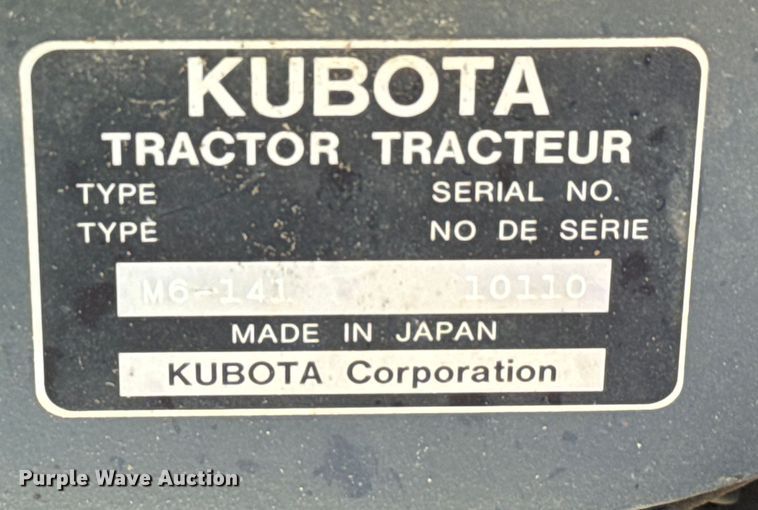 KUBOTA
TRACTOR TRACTEUR
TYPE SERIAL NO.
TYPE NO DE SERIE
M6-141 10110
MADE IN JAPAN
KUBOTA Corporation
Purple Wave Auction